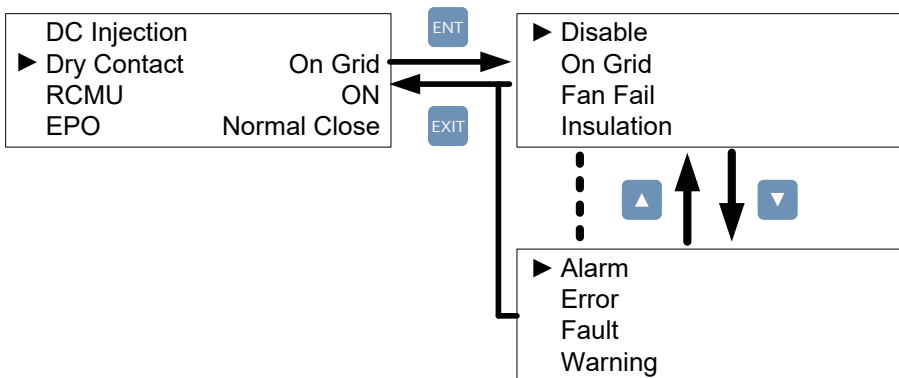 DC Injection
► Dry Contact On Grid
RCMU ON
EPO Normal Close
ENT
EXIT
► Disable
On Grid
Fan Fail
Insulation
▲
▼
► Alarm
Error
Fault
Warning